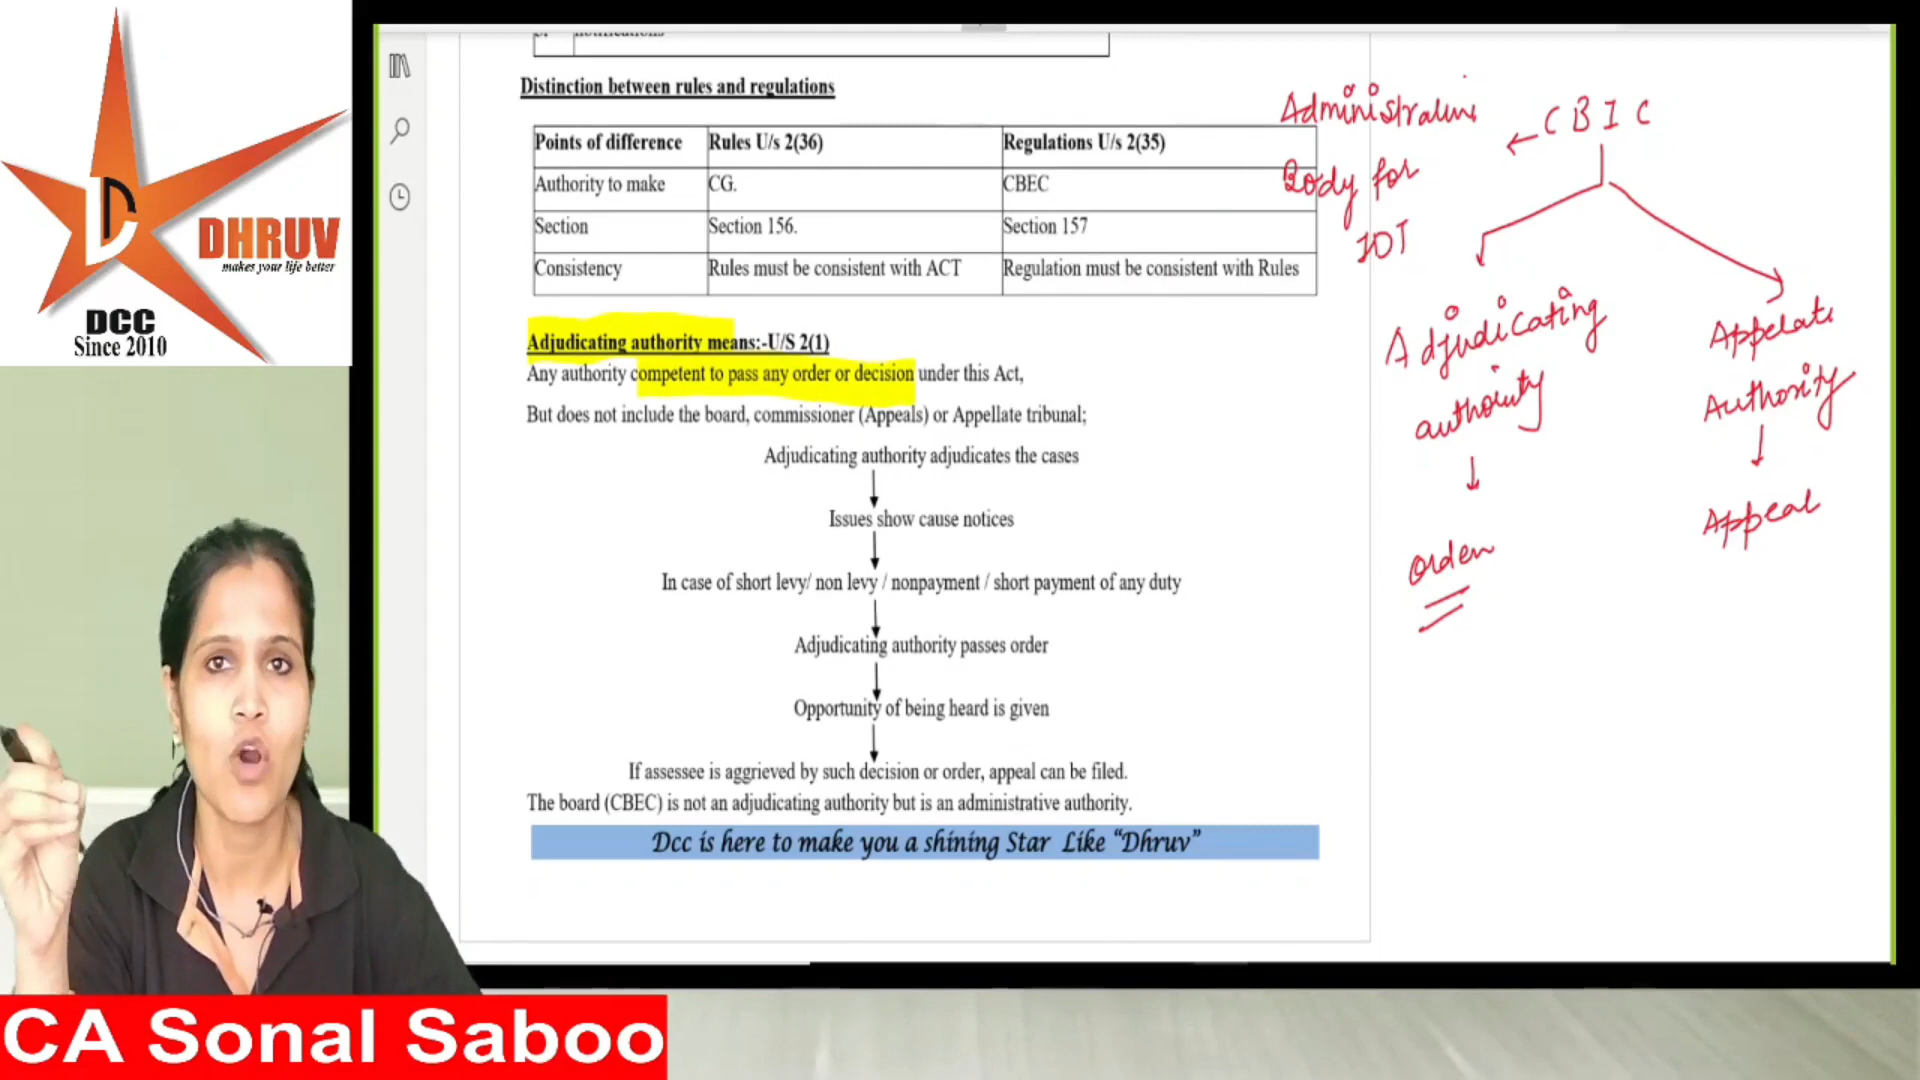 DHRUV
makes your life better
DCC
Since 2010
Distinction between rules and regulations
Points of difference Rules U/s 2(36) Regulations U/s 2(35)
Authority to make CG. CBEC
Section Section 156. Section 157
Consistency Rules must be consistent with ACT Regulation must be consistent with Rules
Adjudicating authority means:-U/S 2(1)
Any authority competent to pass any order or decision under this Act,
But does not include the board, commissioner (Appeals) or Appellate tribunal;
Adjudicating authority adjudicates the cases
Issues show cause notices
In case of short levy/ non levy / nonpayment / short payment of any duty
Adjudicating authority passes order
Opportunity of being heard is given
If assessee is aggrieved by such decision or order, appeal can be filed.
The board (CBEC) is not an adjudicating authority but is an administrative authority.
Dcc is here to make you a shining Star Like “Dhruv”
CBIC
Administrative
Body for
IDT
Adjudicating
authority
Order
Appelate
Authority
Appeal
CA Sonal Saboo